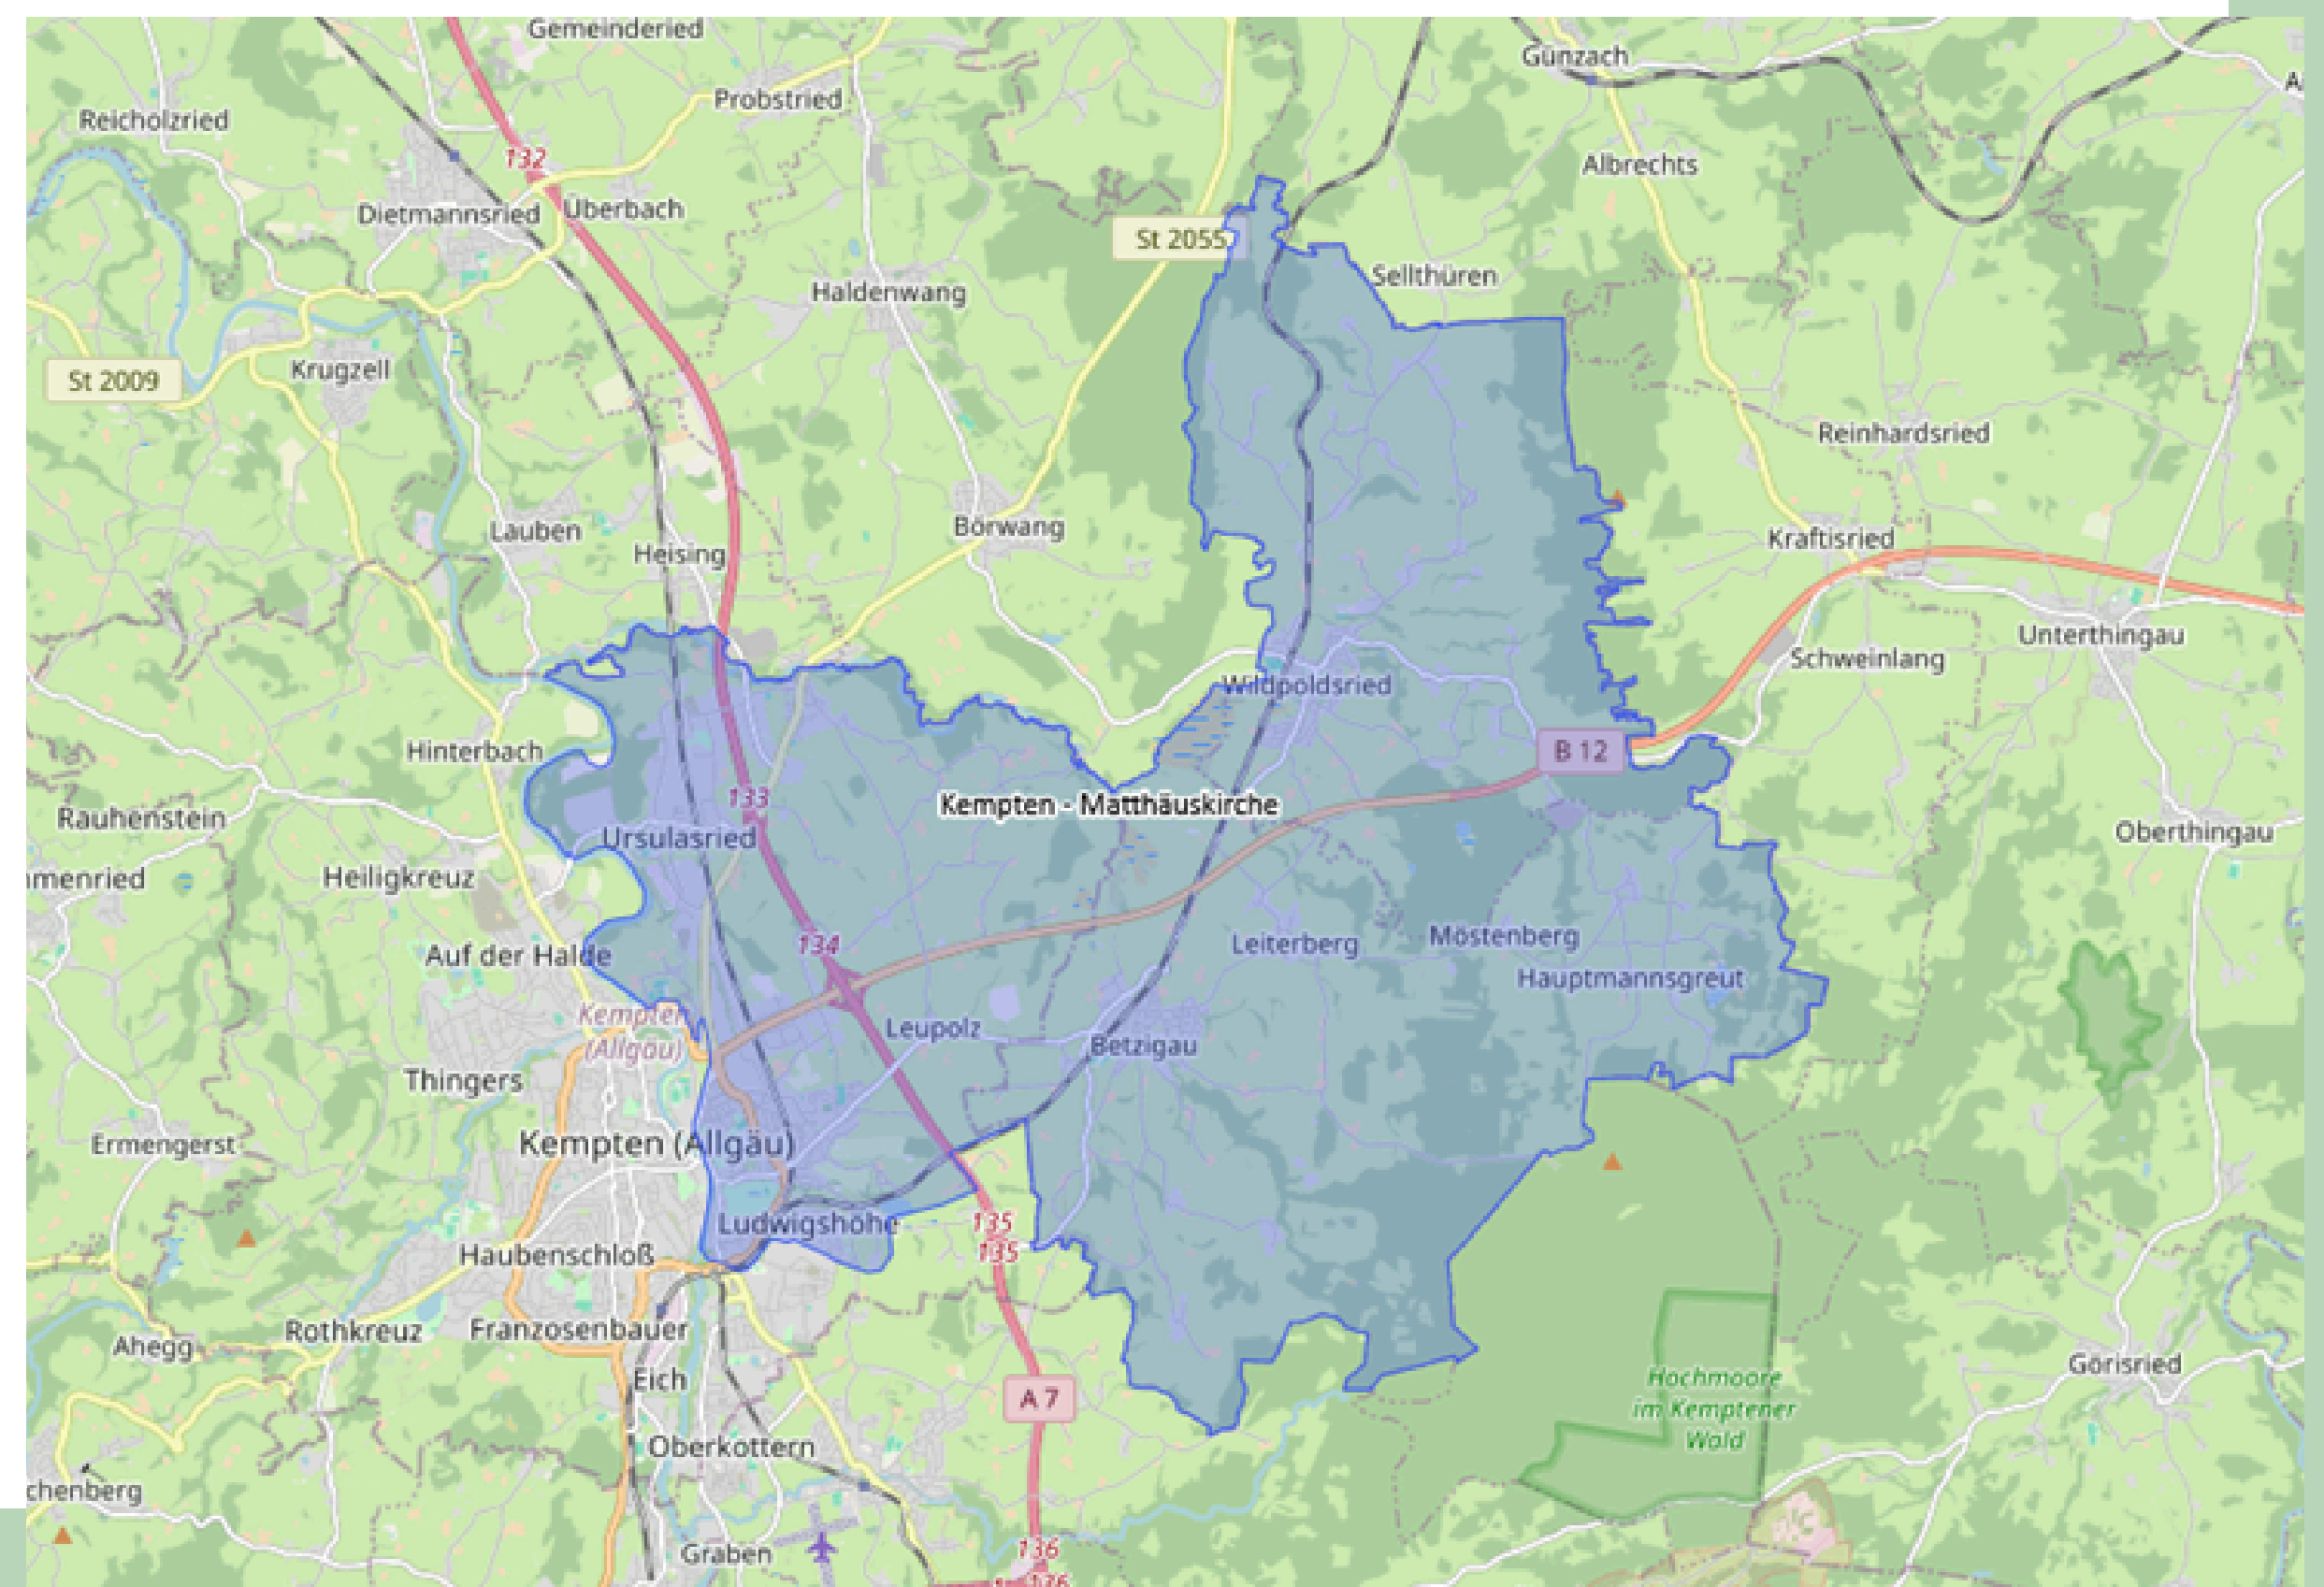 Gemeinderied
Günzach
Probstried
Reicholzried
132
Albrechts
Dietmannsried
Überbach
St 2055
Sellthüren
Haldenwang
Krugzell
St 2009
Reinhardsried
Lauben
Börwang
Heising
Kraftisried
Unterthingau
Schweinlang
Wildpoldsried
Hinterbach
B 12
133
Kempten - Matthäuskirche
Rauhenstein
Ursulasried
Oberthingau
nmenried
Heiligkreuz
134
Leiterberg
Möstenberg
Auf der Halde
Hauptmannsgreut
Kempten
(Allgäu)
Leupolz
Betzigau
Thingers
Ermengerst
Kempten (Allgäu)
Ludwigshöhe
135
135
Haubenschloß
Rothkreuz
Franzosenbauer
Ahegg
Görisried
Eich
A 7
Hochmoore
im Kemptener
Wald
Oberkottern
chenberg
Graben
136
136